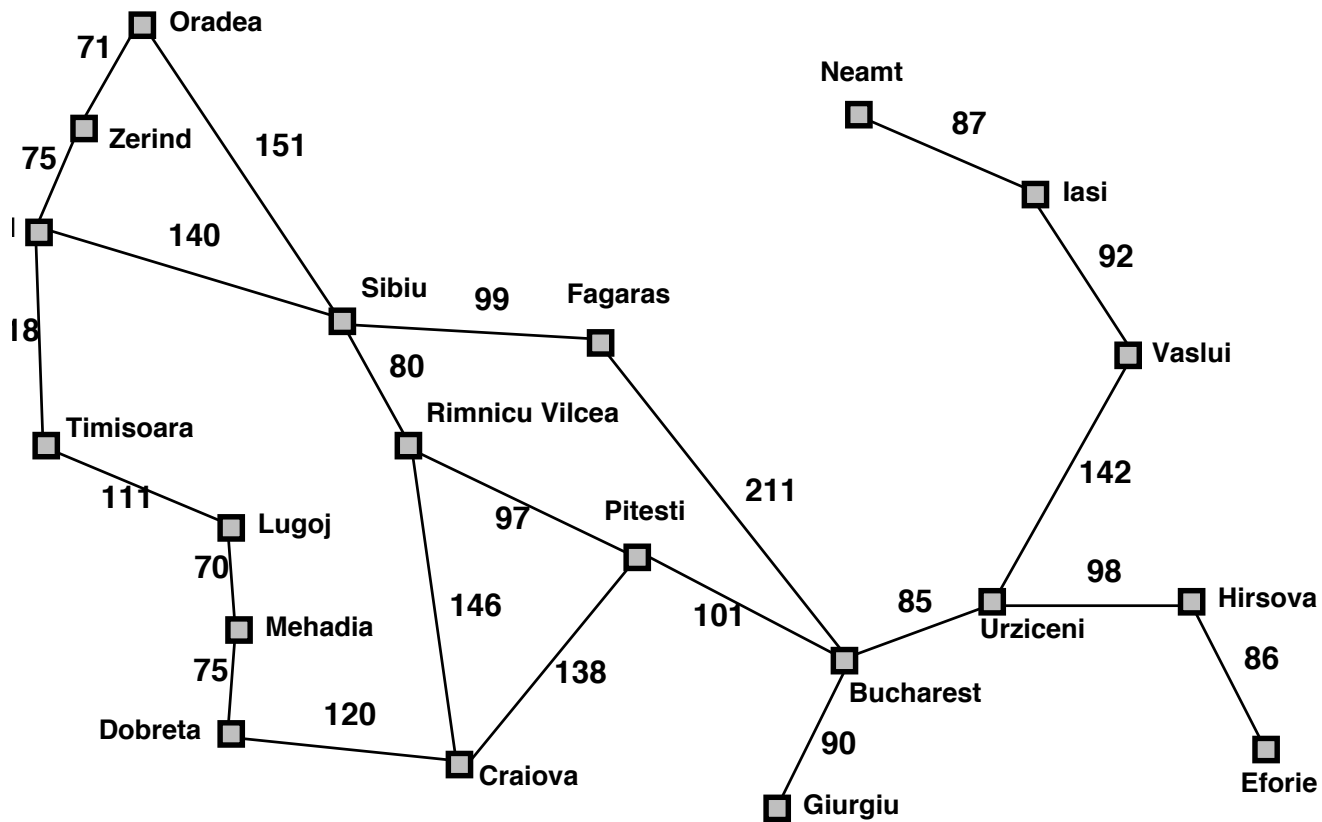 Oradea
71
Neamt
87
Zerind
151
75
Iasi
140
92
Sibiu
99
Fagaras
18
80
Vaslui
Rimnicu Vilcea
Timisoara
142
111
211
97
Pitesti
Lugoj
70
98
146
101
85
Hirsova
Mehadia
Urziceni
75
138
86
Bucharest
120
Dobreta
90
Craiova
Eforie
Giurgiu